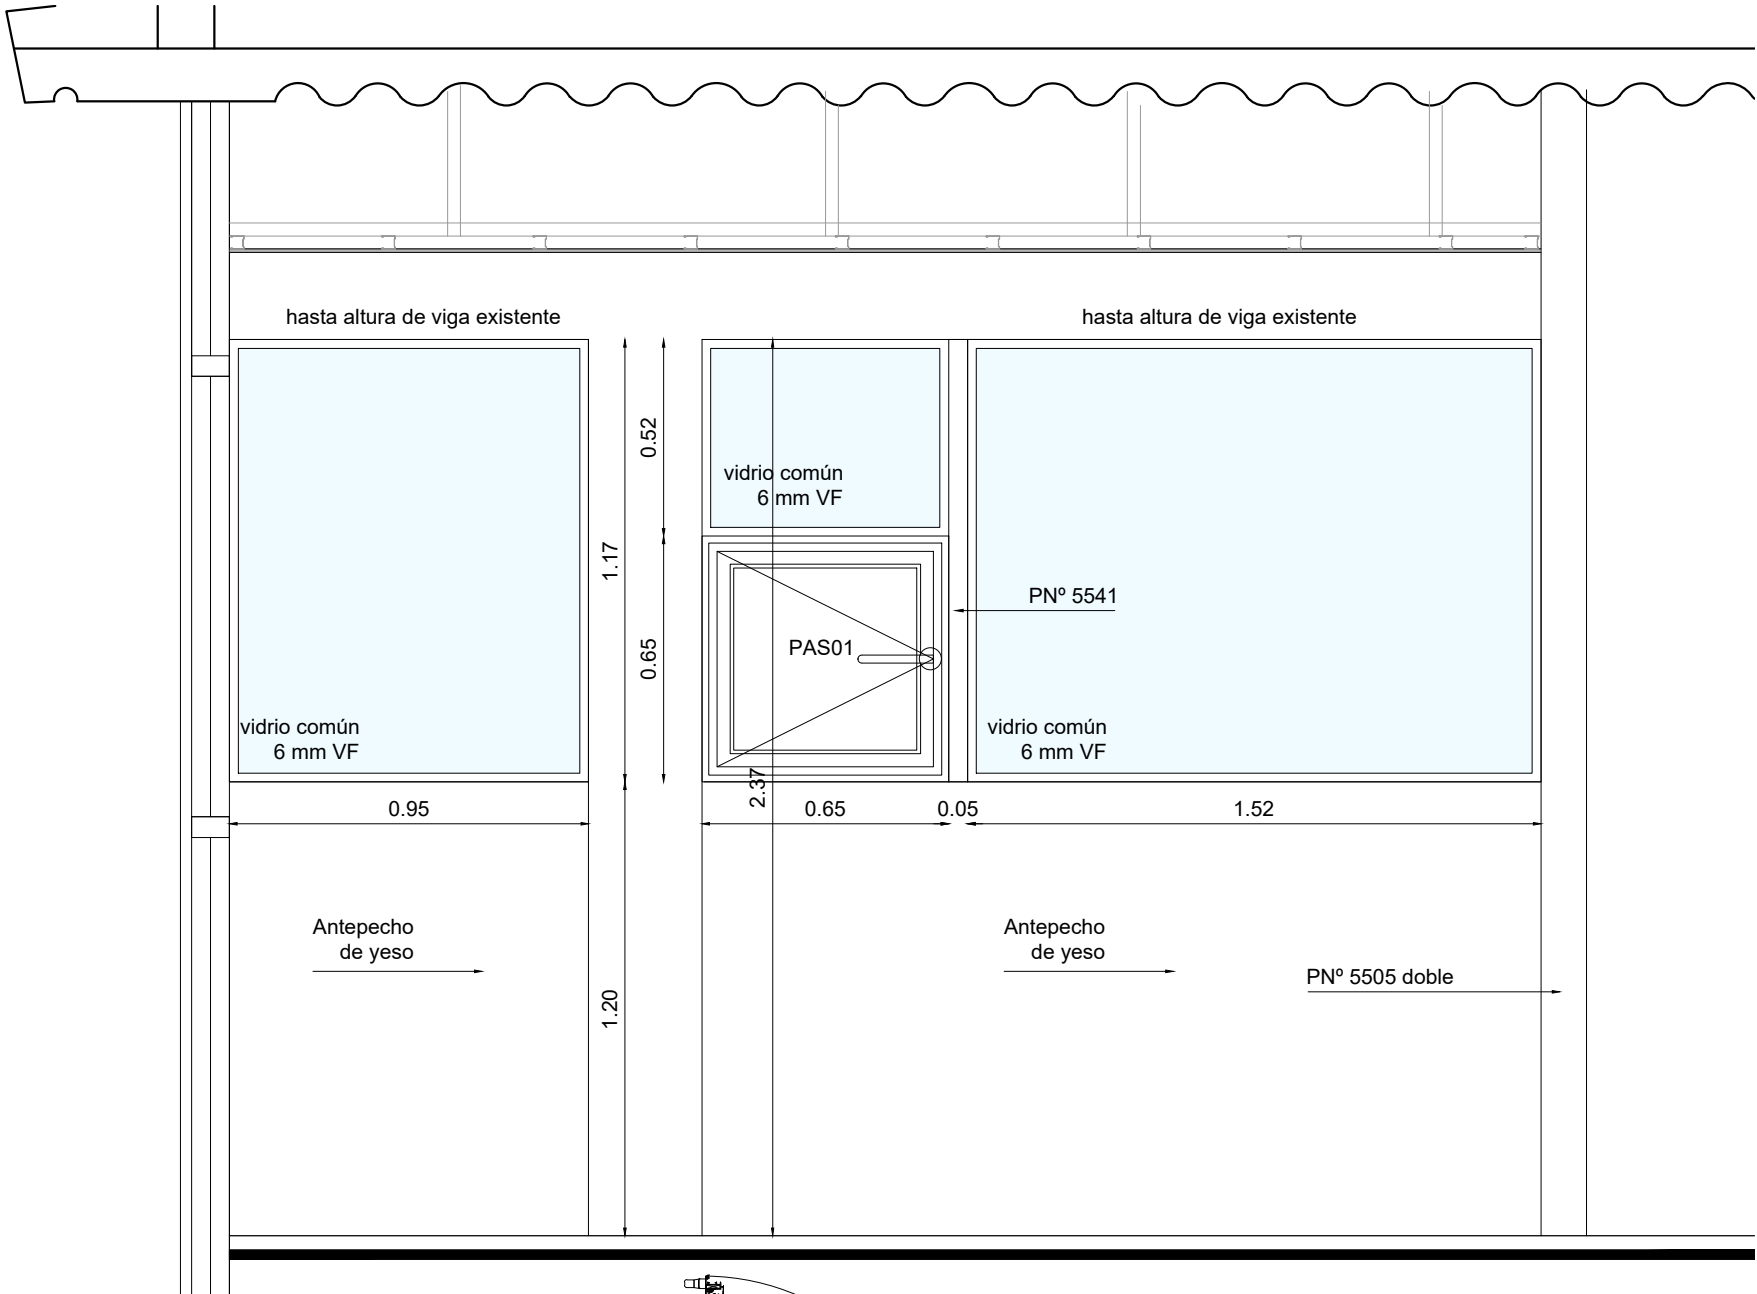 hasta altura de viga existente
hasta altura de viga existente
0.52
vidrio común
6 mm VF
1.17
PNº 5541
PAS01
0.65
vidrio común
6 mm VF
vidrio común
6 mm VF
2.37
0.95
0.65
0.05
1.52
Antepecho
de yeso
Antepecho
de yeso
PNº 5505 doble
1.20